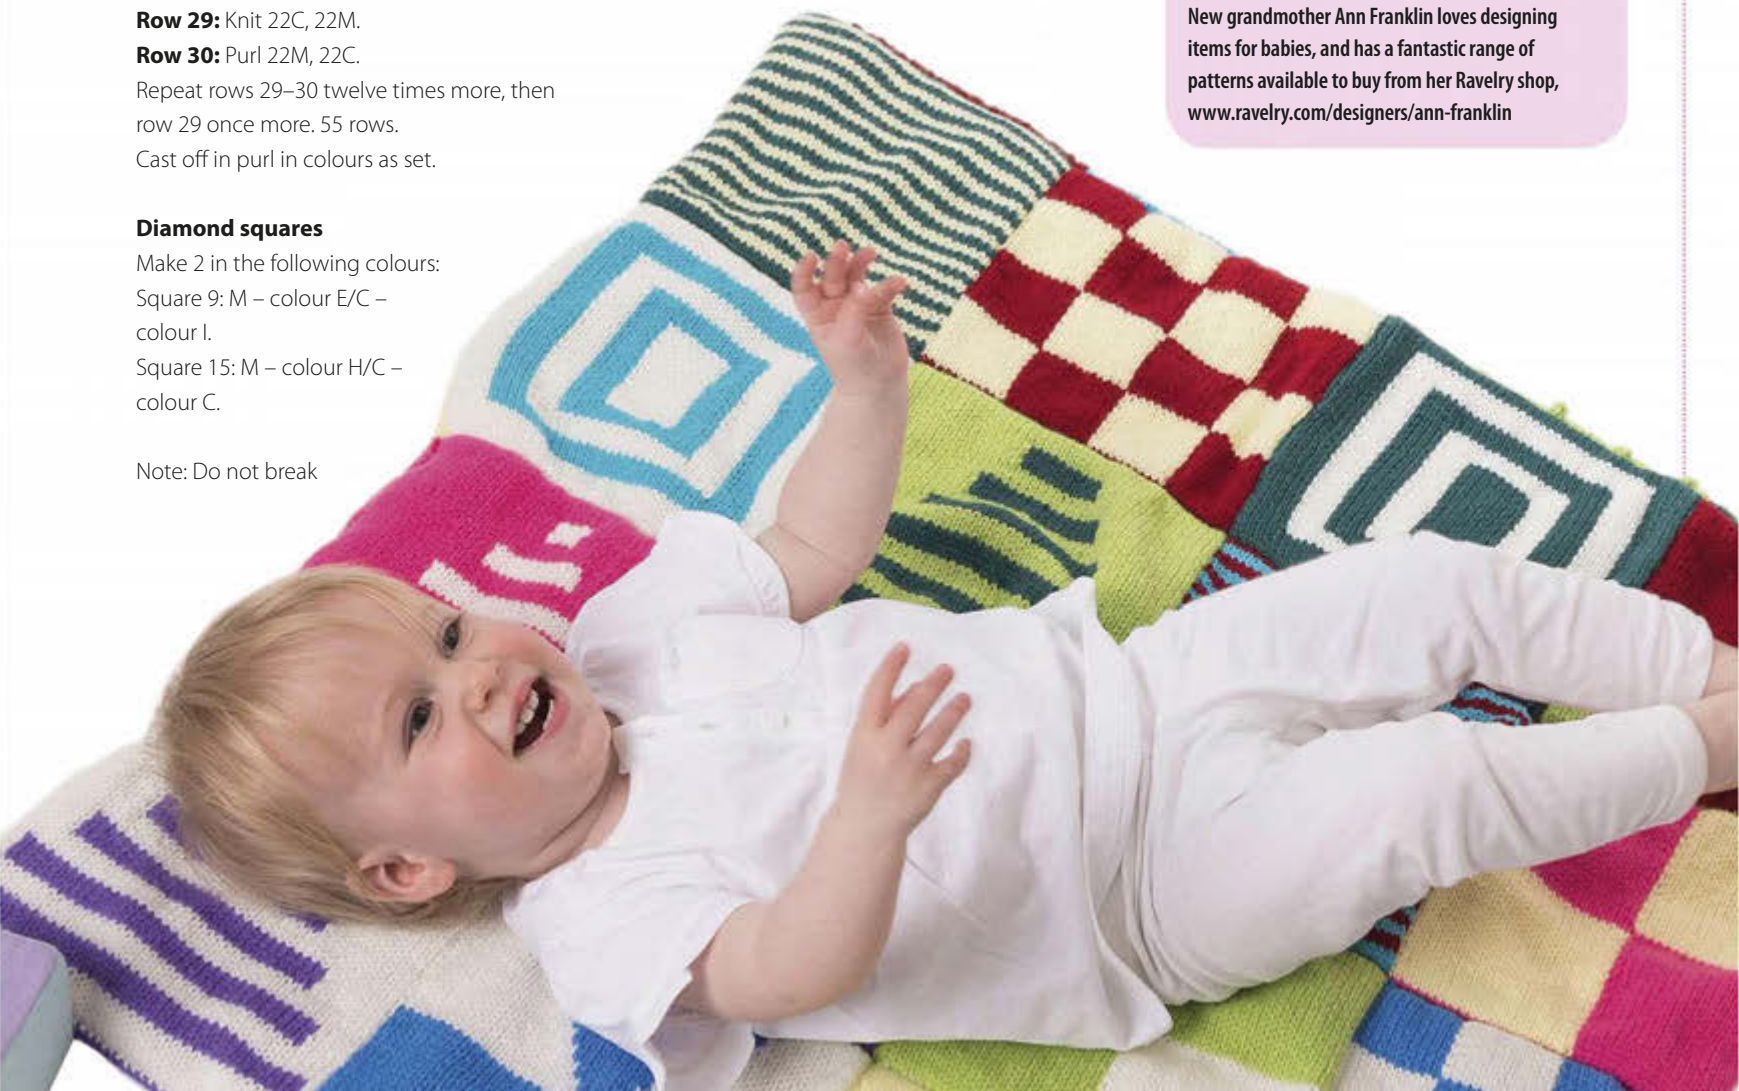 Row 29: Knit 22C, 22M.
Row 30: Purl 22M, 22C.
Repeat rows 29–30 twelve times more, then
row 29 once more. 55 rows.
Cast off in purl in colours as set.
Diamond squares
Make 2 in the following colours:
Square 9: M – colour E/C –
colour I.
Square 15: M – colour H/C –
colour C.
Note: Do not break
New grandmother Ann Franklin loves designing
items for babies, and has a fantastic range of
patterns available to buy from her Ravelry shop,
www.ravelry.com/designers/ann-franklin